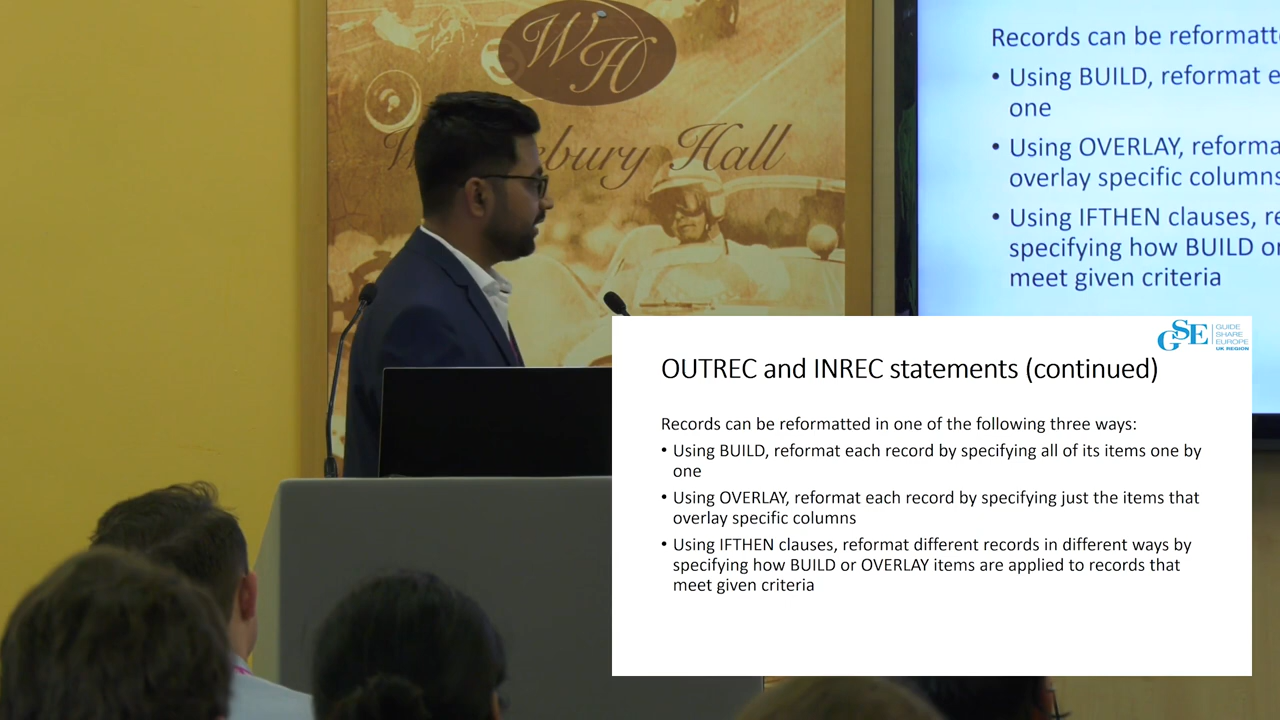 WH
ebury Hall
Records can be reformatt
• Using BUILD, reformat e
one
• Using OVERLAY, reforma
overlay specific columns
• Using IFTHEN clauses, re
specifying how BUILD or
meet given criteria
GSE
GUIDE
SHARE
EUROPE
UK REGION
OUTREC and INREC statements (continued)
Records can be reformatted in one of the following three ways:
• Using BUILD, reformat each record by specifying all of its items one by
one
• Using OVERLAY, reformat each record by specifying just the items that
overlay specific columns
• Using IFTHEN clauses, reformat different records in different ways by
specifying how BUILD or OVERLAY items are applied to records that
meet given criteria